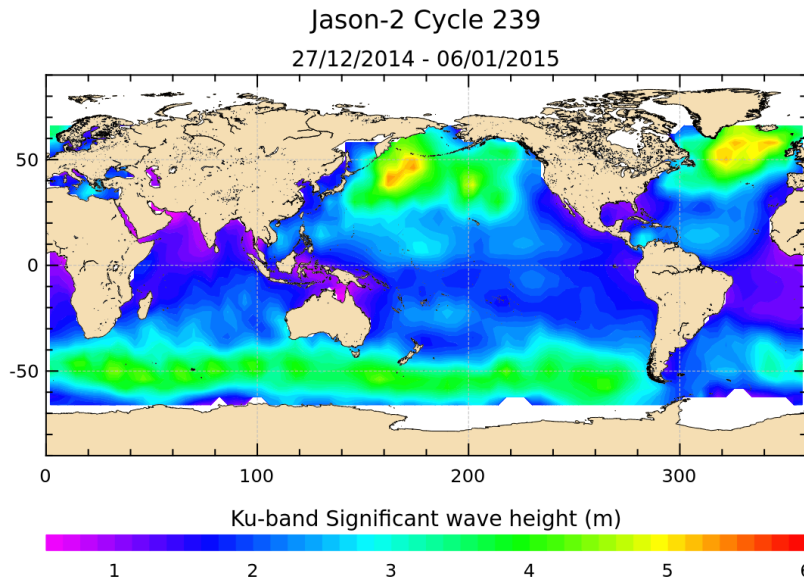 Jason-2 Cycle 239
27/12/2014 - 06/01/2015
50
0
-50
0 100 200 300
Ku-band Significant wave height (m)
1 2 3 4 5 6